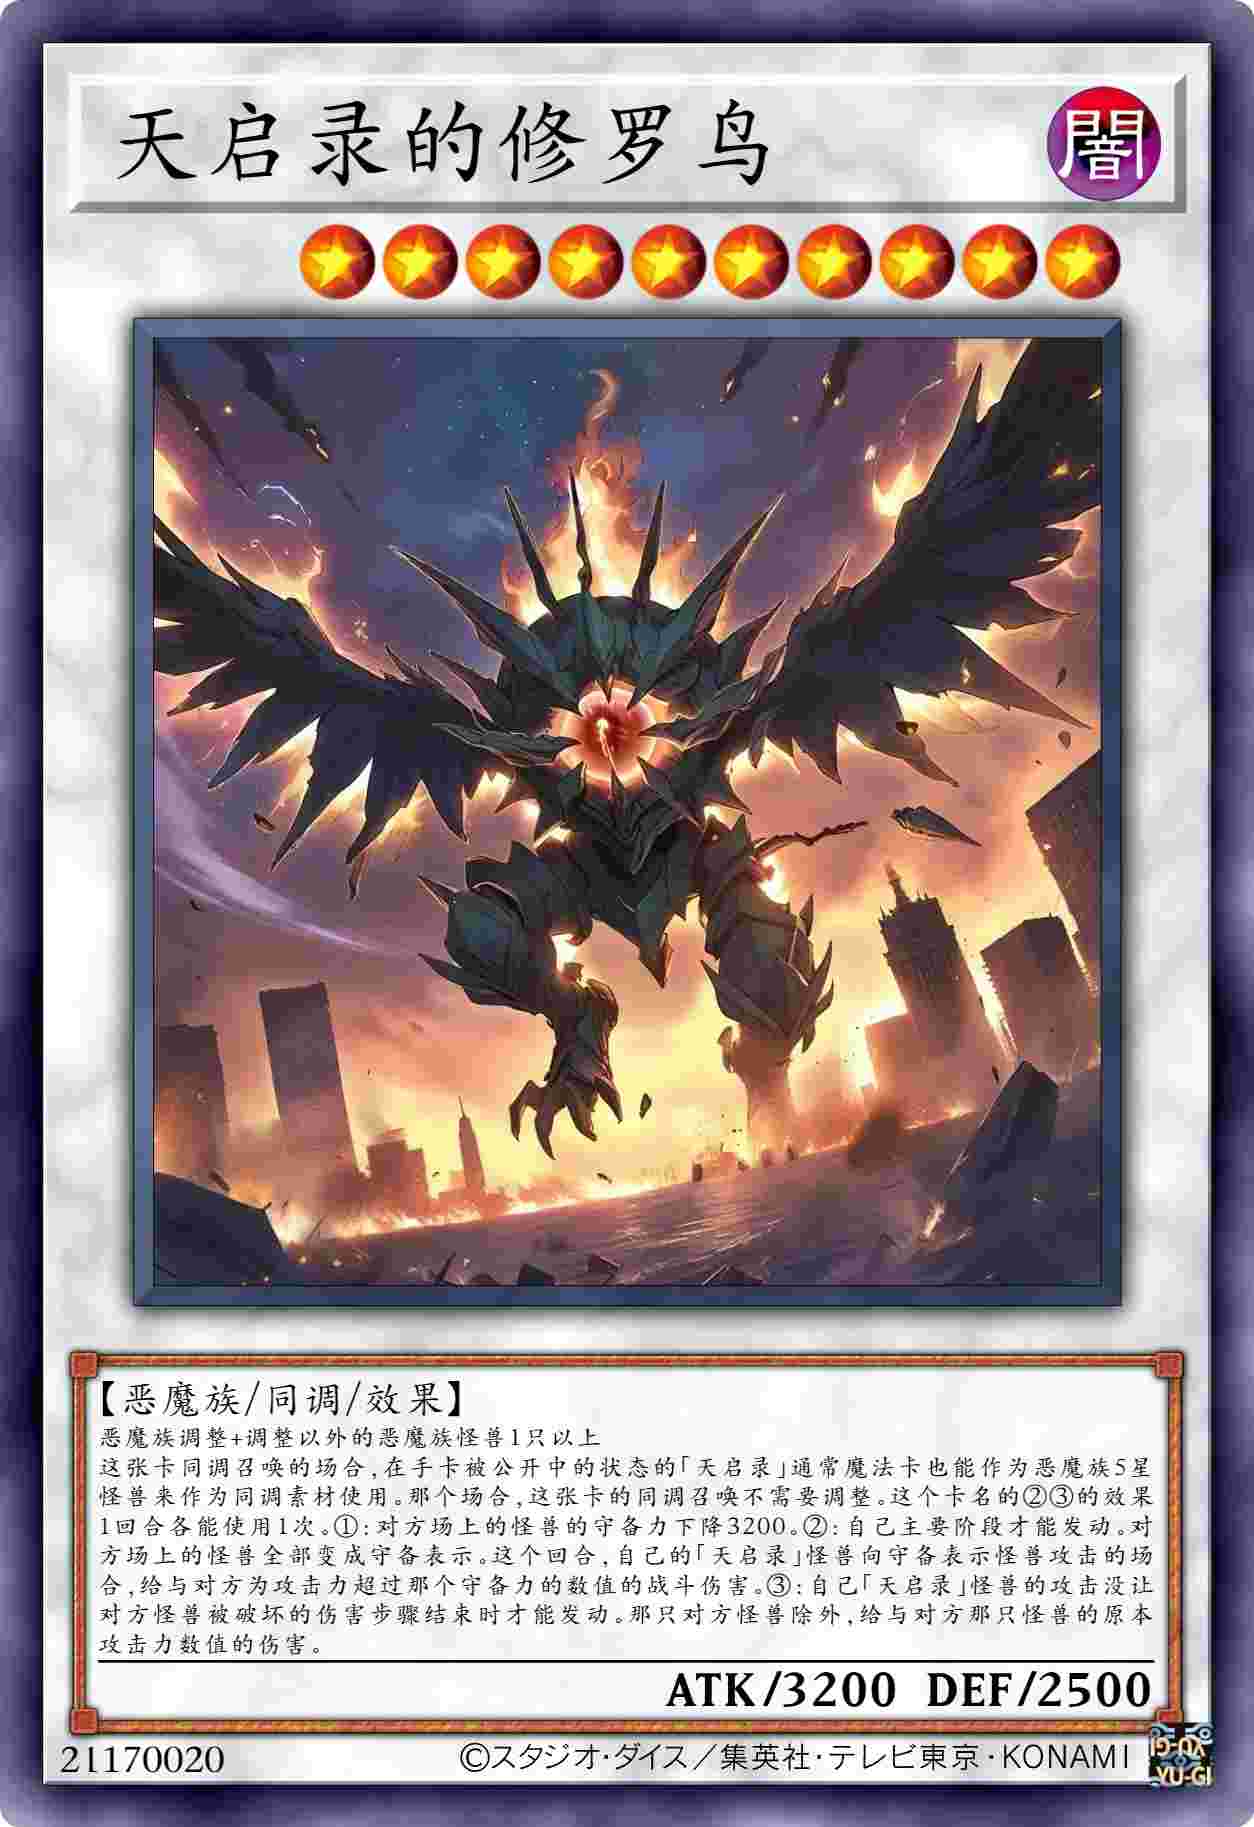 天启录的修罗鸟
闇
【恶魔族/同调/效果】
恶魔族调整+调整以外的恶魔族怪兽1只以上
这张卡同调召唤的场合,在手卡被公开中的状态的「天启录」通常魔法卡也能作为恶魔族5星
怪兽来作为同调素材使用。那个场合,这张卡的同调召唤不需要调整。这个卡名的②③的效果
1回合各能使用1次。①:对方场上的怪兽的守备力下降3200。②:自己主要阶段才能发动。对
方场上的怪兽全部变成守备表示。这个回合,自己的「天启录」怪兽向守备表示怪兽攻击的场
合,给与对方为攻击力超过那个守备力的数值的战斗伤害。③:自己「天启录」怪兽的攻击没让
对方怪兽被破坏的伤害步骤结束时才能发动。那只对方怪兽除外,给与对方那只怪兽的原本
攻击力数值的伤害。
ATK/3200 DEF/2500
21170020 ©スタジオ・ダイス／集英社・テレビ東京・KONAMI
YU-GI